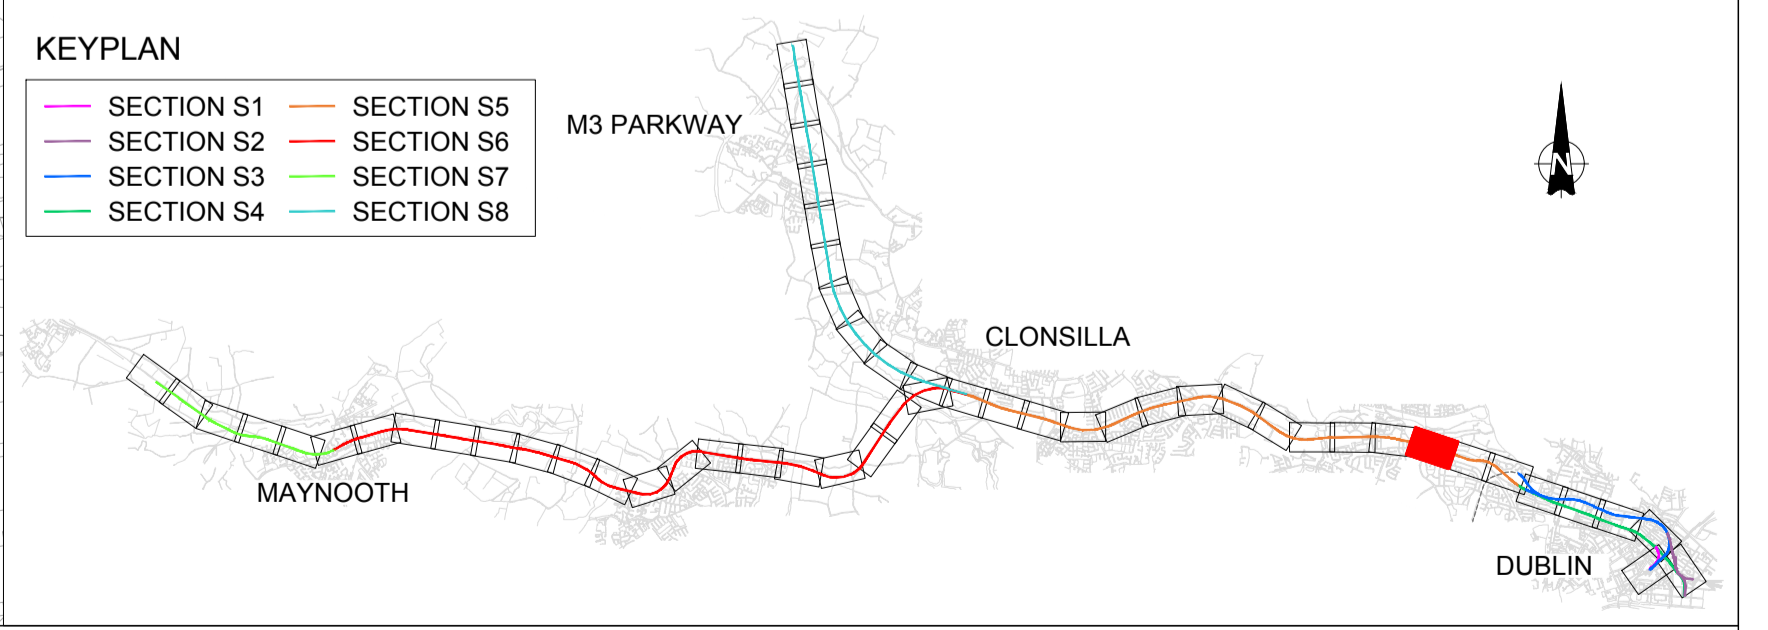 KEYPLAN
SECTION S1
SECTION S2
SECTION S3
SECTION S4
SECTION S5
SECTION S6
SECTION S7
SECTION S8
M3 PARKWAY
N
CLONSILLA
MAYNOOTH
DUBLIN